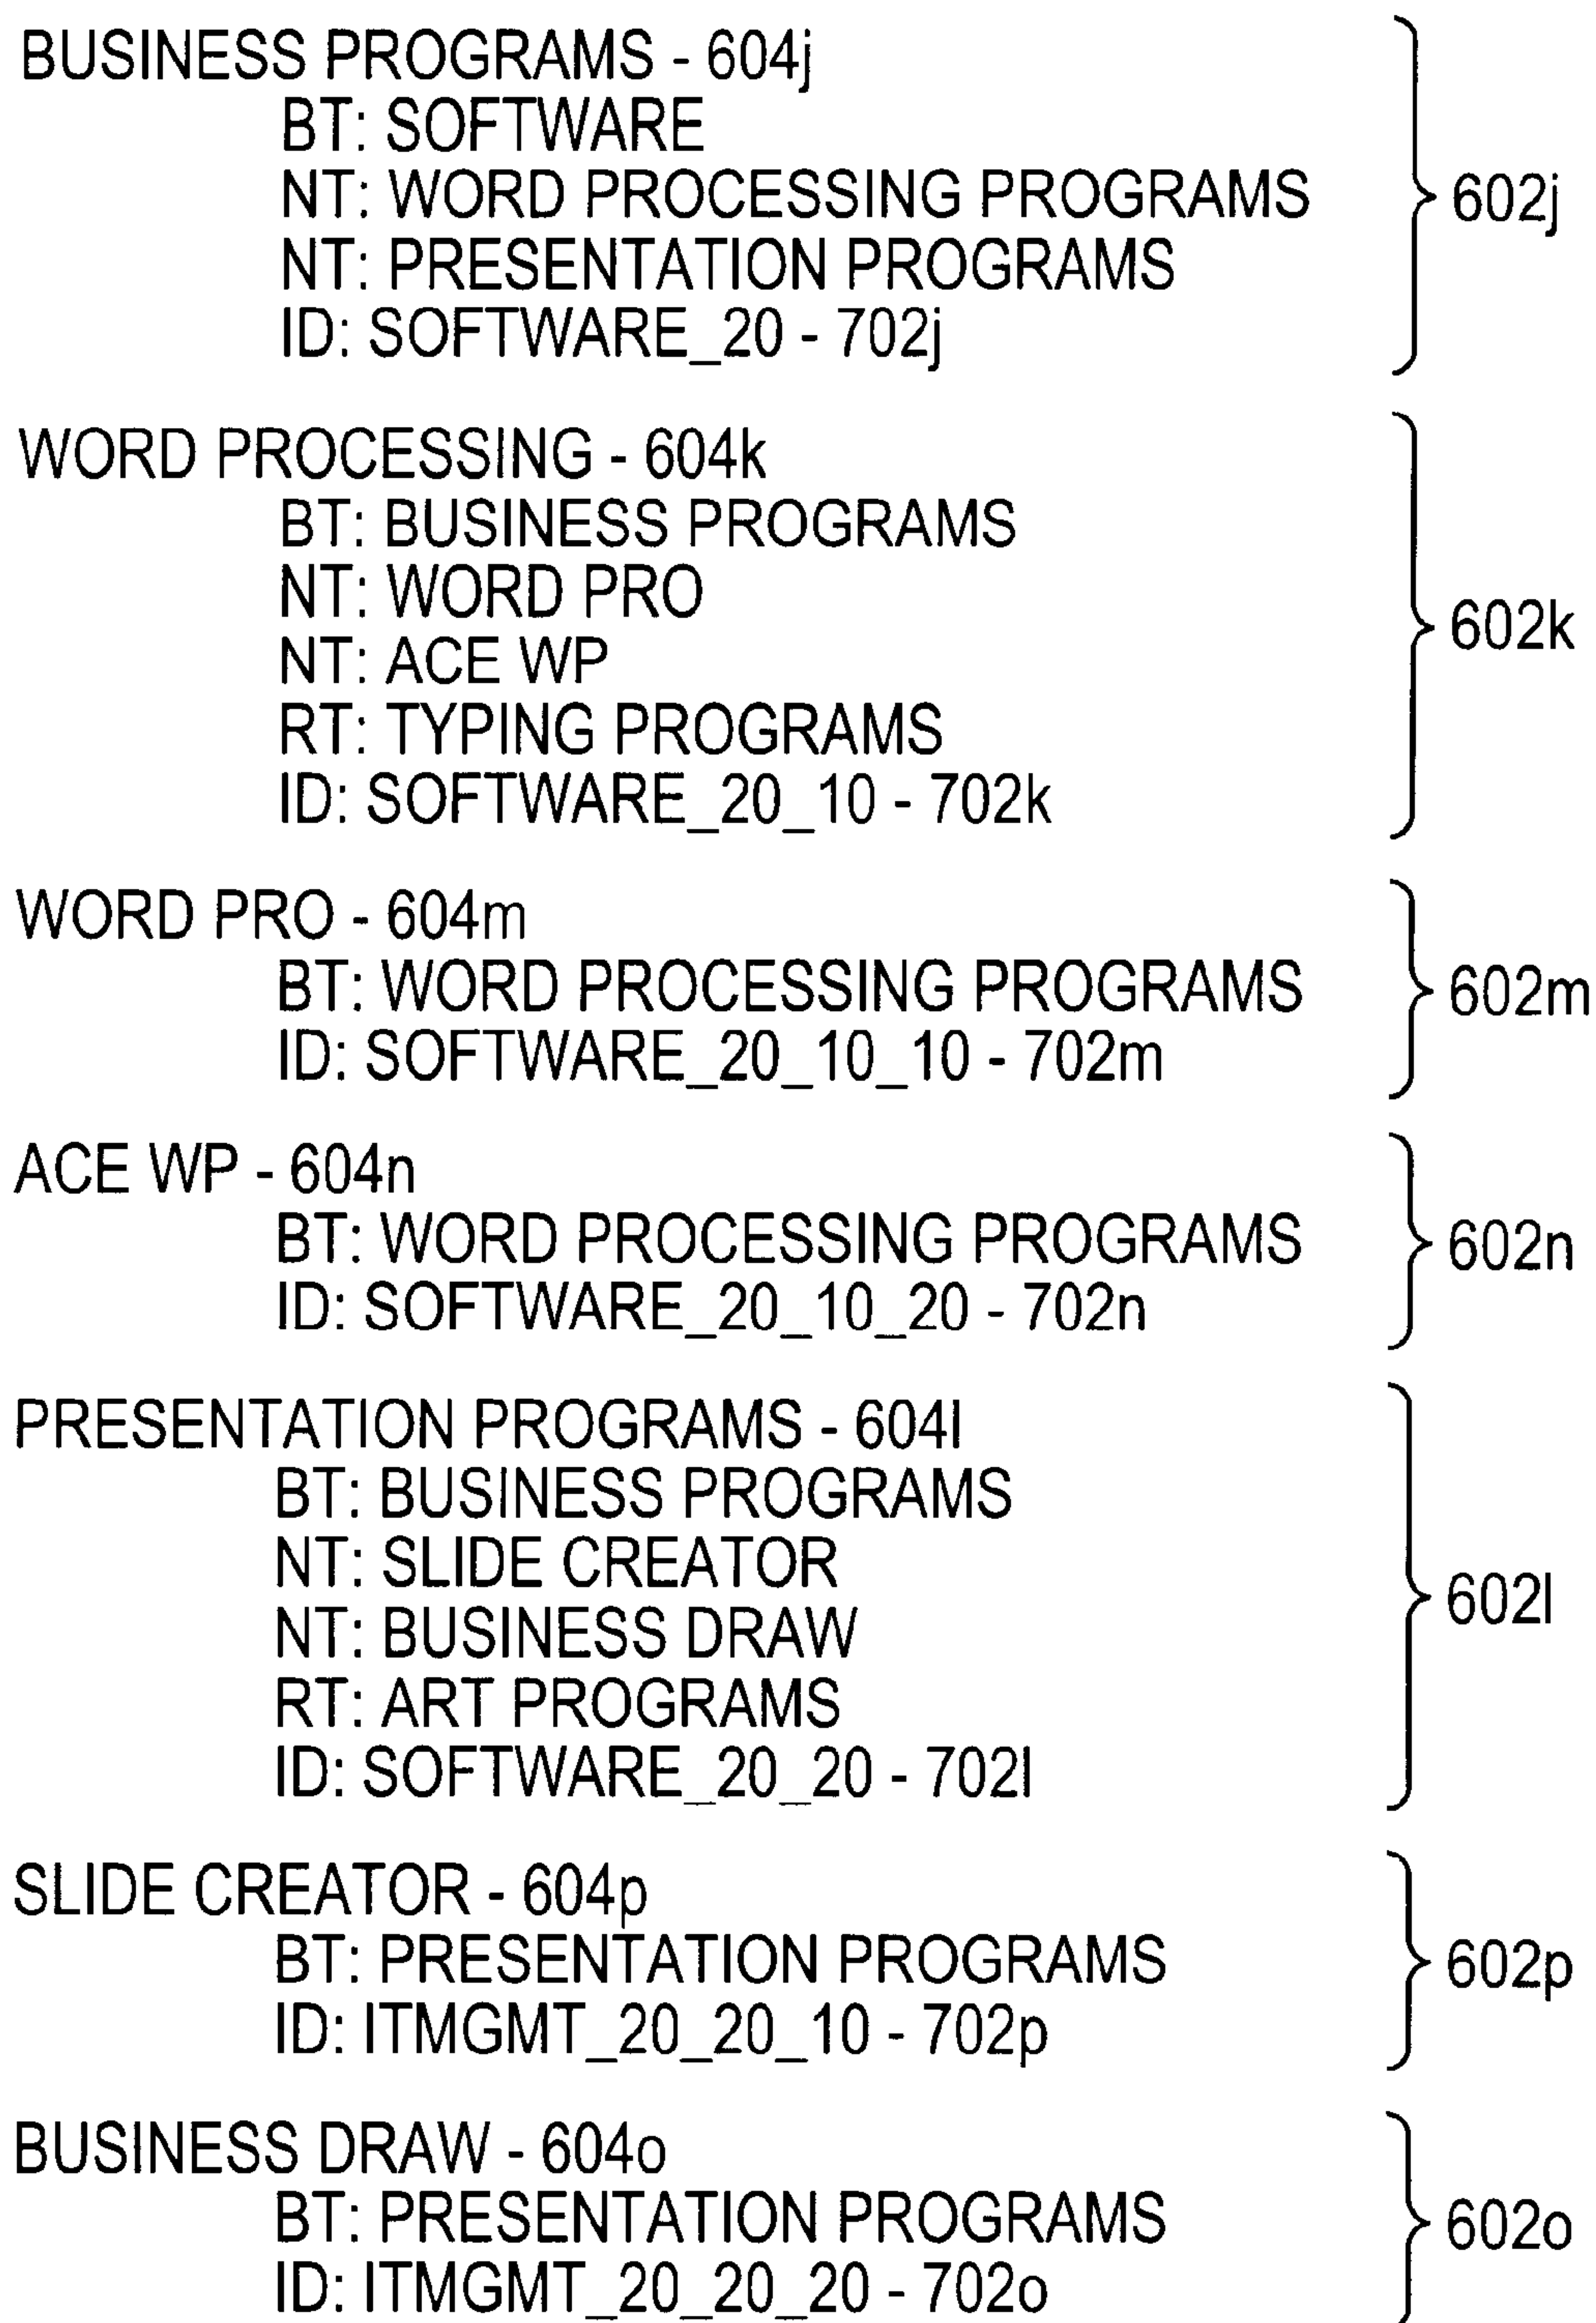 BUSINESS PROGRAMS - 604j
BT: SOFTWARE
NT: WORD PROCESSING PROGRAMS
NT: PRESENTATION PROGRAMS
ID: SOFTWARE_20 - 702j
602j
WORD PROCESSING - 604k
BT: BUSINESS PROGRAMS
NT: WORD PRO
NT: ACE WP
RT: TYPING PROGRAMS
ID: SOFTWARE_20_10 - 702k
602k
WORD PRO - 604m
BT: WORD PROCESSING PROGRAMS
ID: SOFTWARE_20_10_10 - 702m
602m
ACE WP - 604n
BT: WORD PROCESSING PROGRAMS
ID: SOFTWARE_20_10_20 - 702n
602n
PRESENTATION PROGRAMS - 604l
BT: BUSINESS PROGRAMS
NT: SLIDE CREATOR
NT: BUSINESS DRAW
RT: ART PROGRAMS
ID: SOFTWARE_20_20 - 702l
602l
SLIDE CREATOR - 604p
BT: PRESENTATION PROGRAMS
ID: ITMGMT_20_20_10 - 702p
602p
BUSINESS DRAW - 604o
BT: PRESENTATION PROGRAMS
ID: ITMGMT_20_20_20 - 702o
602o